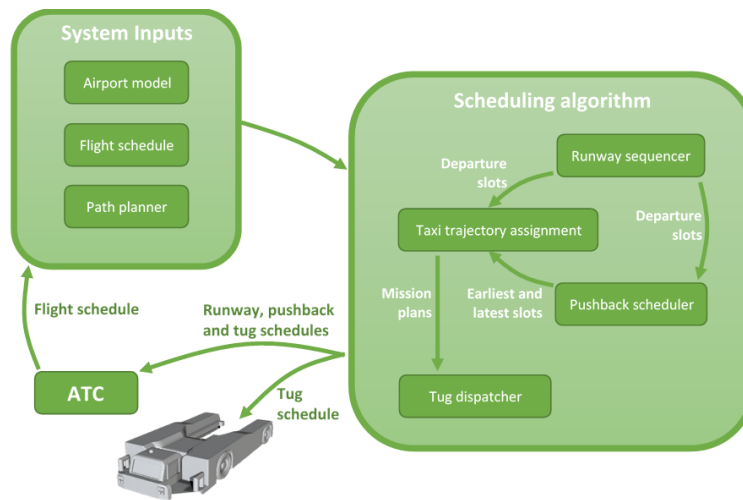 System Inputs
Airport model
Flight schedule
Path planner
Scheduling algorithm
Runway sequencer
Departure
slots
Departure
slots
Taxi trajectory assignment
Mission
plans
Earliest and
latest slots
Pushback scheduler
Tug dispatcher
Flight schedule
Runway, pushback
and tug schedules
ATC
Tug
schedule